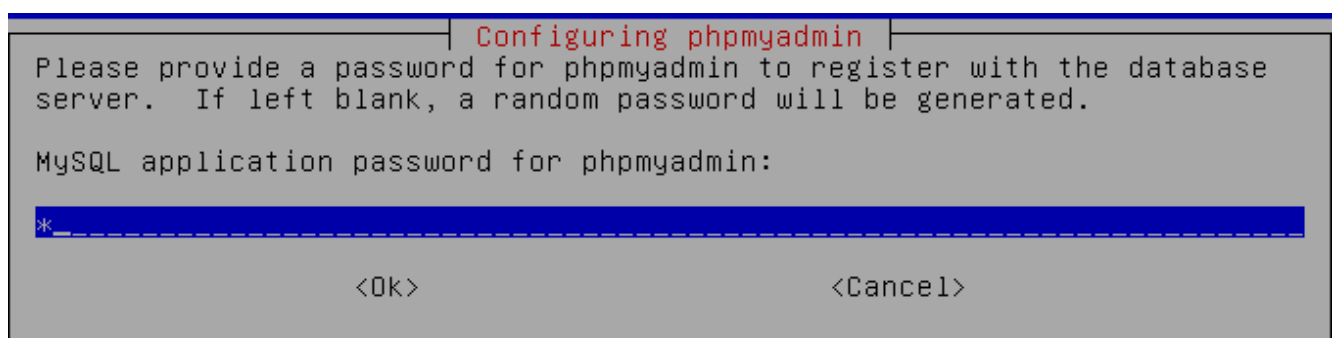 Configuring phpmyadmin
Please provide a password for phpmyadmin to register with the database
server.  If left blank, a random password will be generated.
MySQL application password for phpmyadmin:
*_______________________________________________________________________
<Ok>
<Cancel>